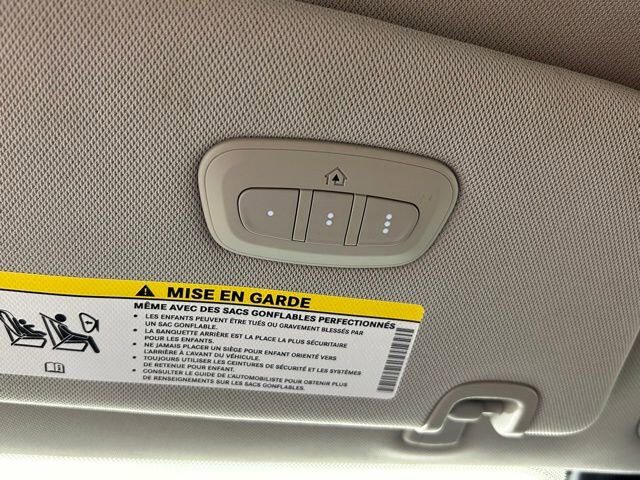 MISE EN GARDE
MÊME AVEC DES SACS GONFLABLES PERFECTIONNÉS
• LES ENFANTS PEUVENT ÊTRE TUÉS OU GRAVEMENT BLESSÉS PAR
UN SAC GONFLABLE.
• LA BANQUETTE ARRIÈRE EST LA PLACE LA PLUS SÉCURITAIRE
POUR LES ENFANTS.
• NE JAMAIS PLACER UN SIÈGE POUR ENFANT ORIENTÉ VERS
L'ARRIÈRE À L'AVANT DU VÉHICULE.
• TOUJOURS UTILISER LES CEINTURES DE SÉCURITÉ ET LES SYSTÈMES
DE RETENUE POUR ENFANT.
• CONSULTER LE GUIDE DE L'AUTOMOBILISTE POUR OBTENIR PLUS
DE RENSEIGNEMENTS SUR LES SACS GONFLABLES.